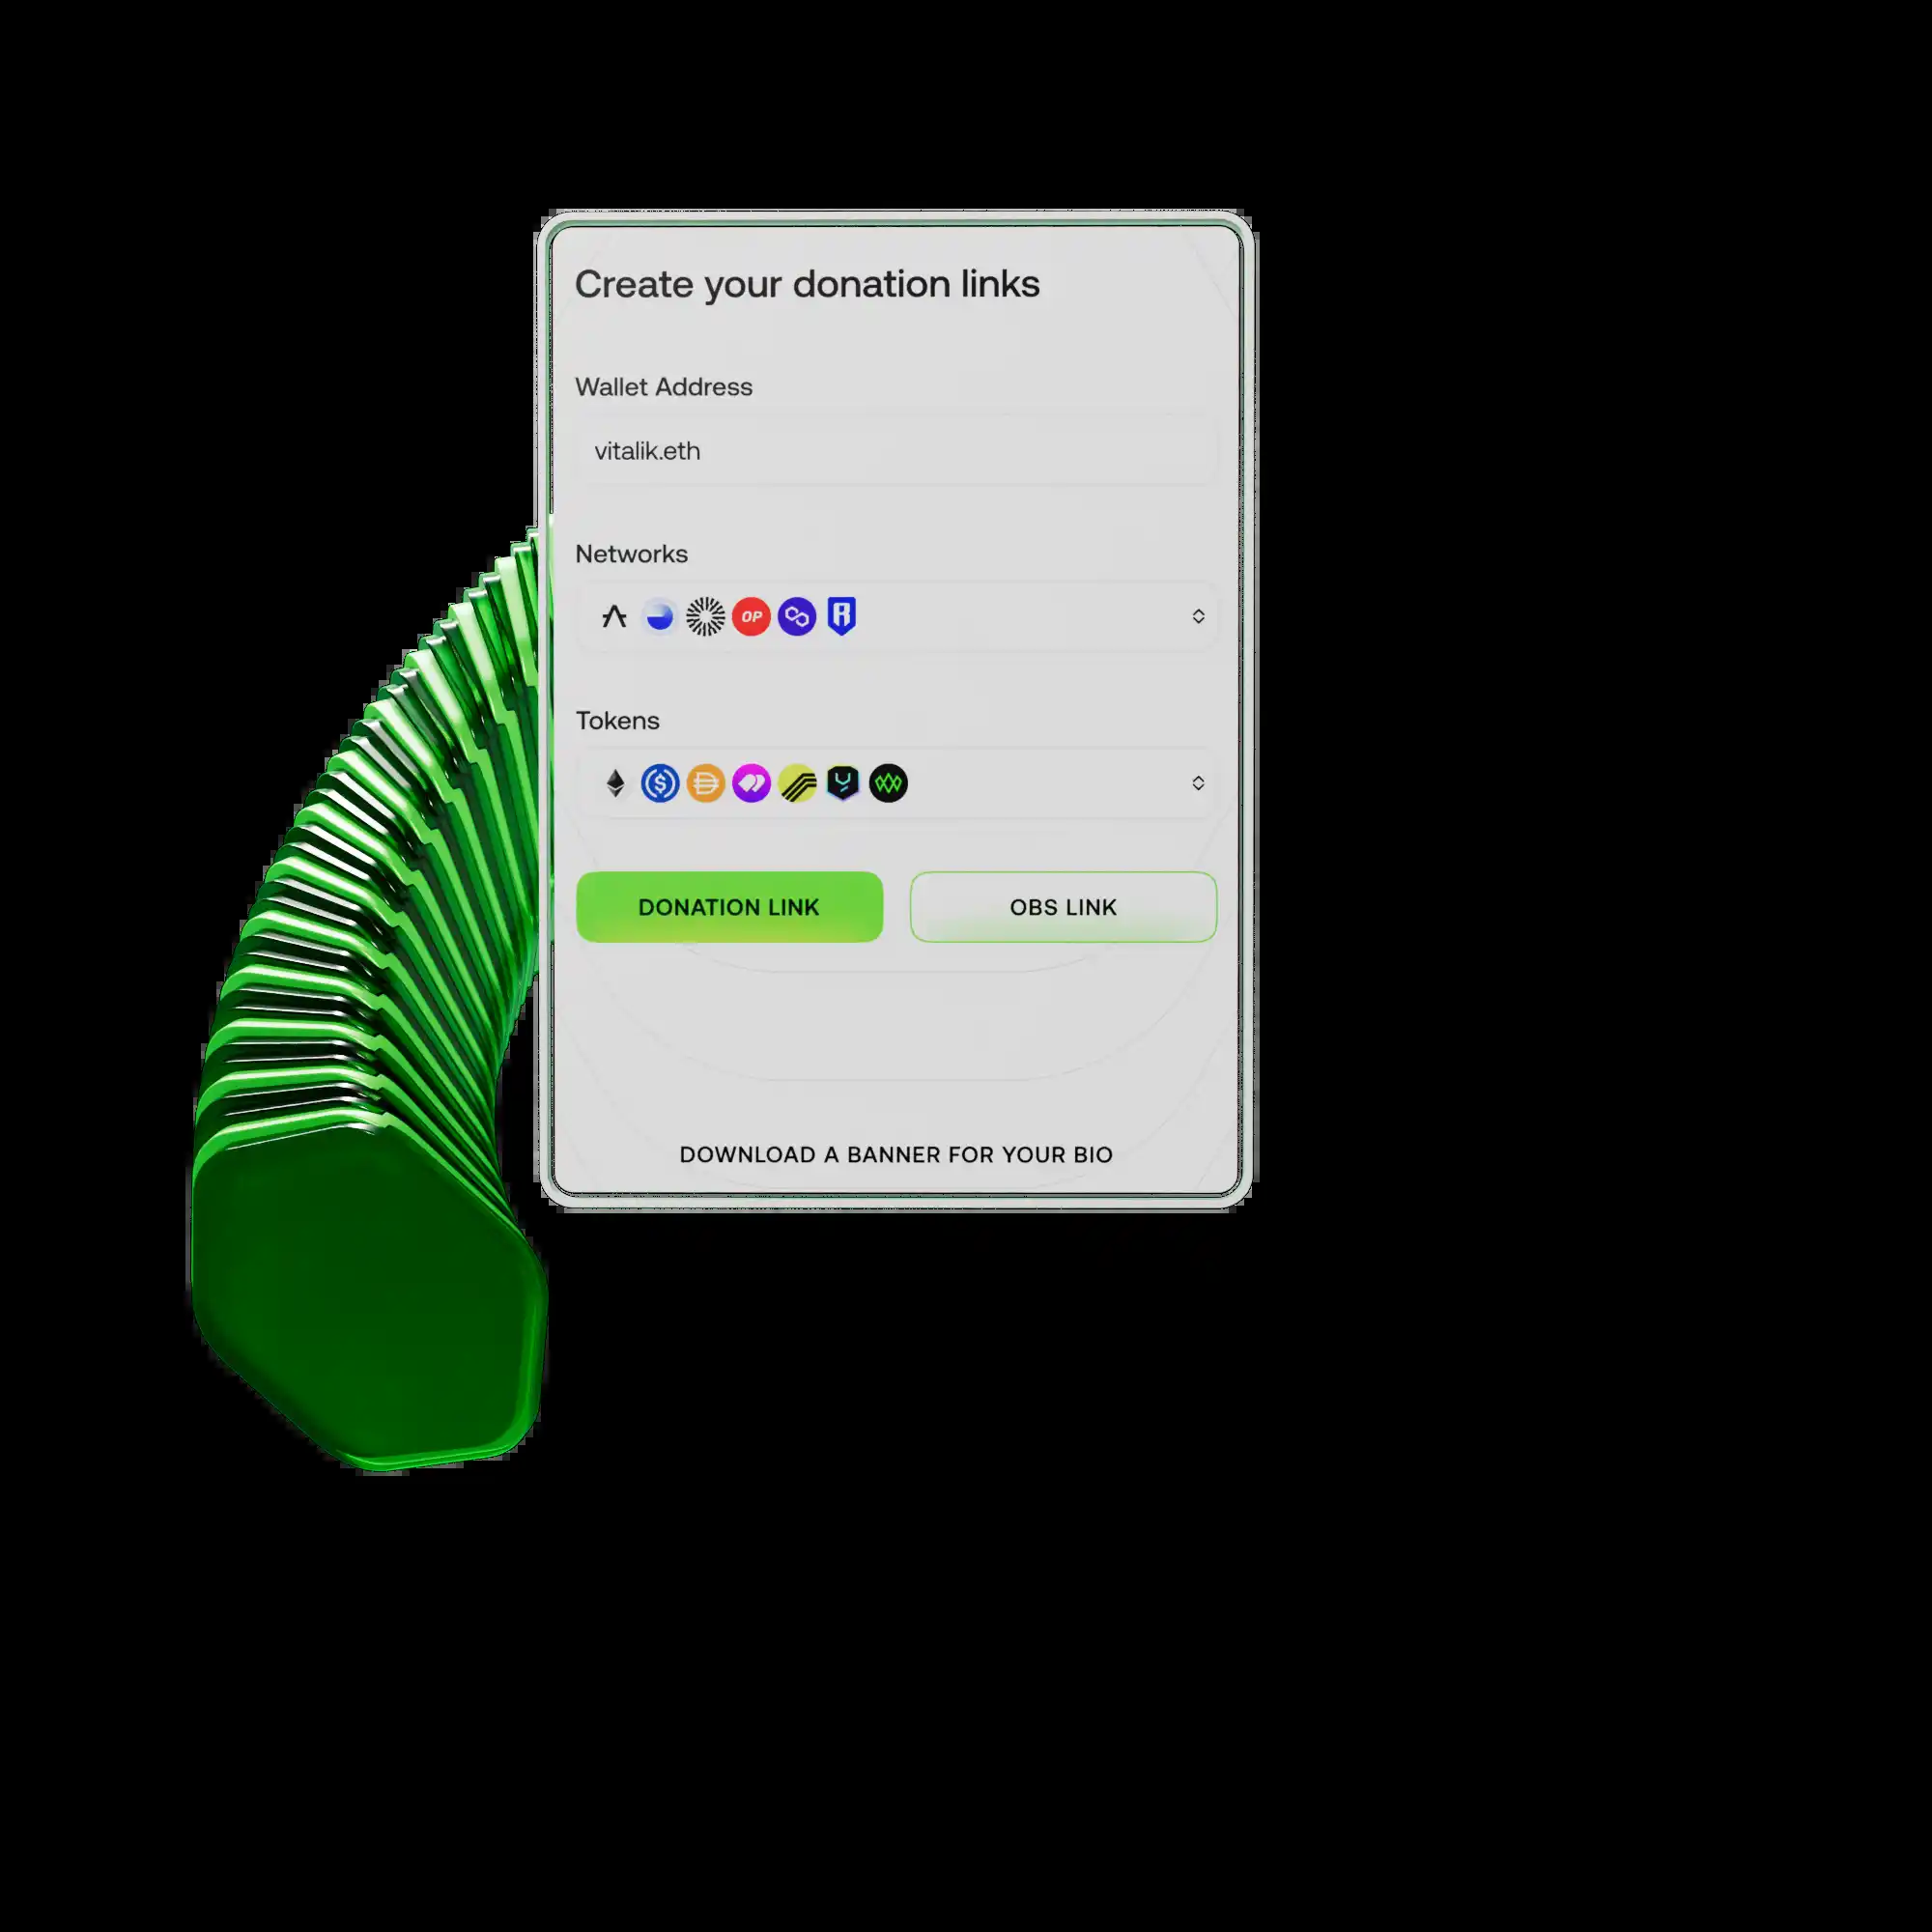 Create your donation links
Wallet Address
vitalik.eth
Networks
OP
Tokens
DONATION LINK
OBS LINK
DOWNLOAD A BANNER FOR YOUR BIO